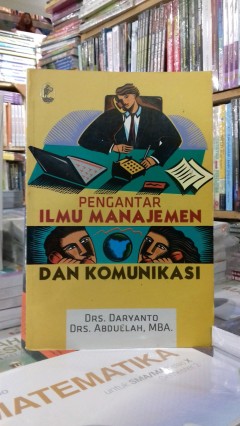 PENGANTAR
ILMU MANAJEMEN
DAN KOMUNIKASI
DRS. DARYANTO
DRS. ABDULLAH, MBA.
MATEMATIKA